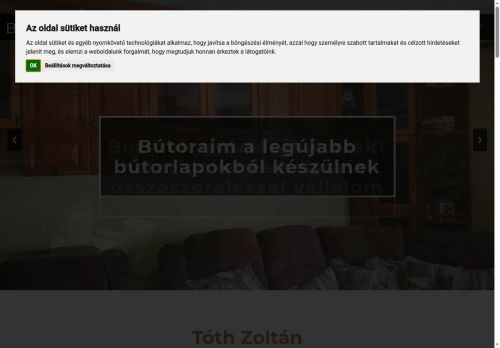 Az oldal sütiket használ
Az oldal sütiket és egyéb nyomkövető technológiákat alkalmaz, hogy javítsa a böngészési élményét, azzal hogy személyre szabott tartalmakat és célzott hirdetéseket
jelenít meg, és elemzi a weboldalunk forgalmát, hogy megtudjuk honnan érkeztek a látogatóink.
OK Beállítások megváltoztatása
Bútoraim a legújabb
bútorlapokból készülnek
összeszereléssel vállalom
Tóth Zoltán